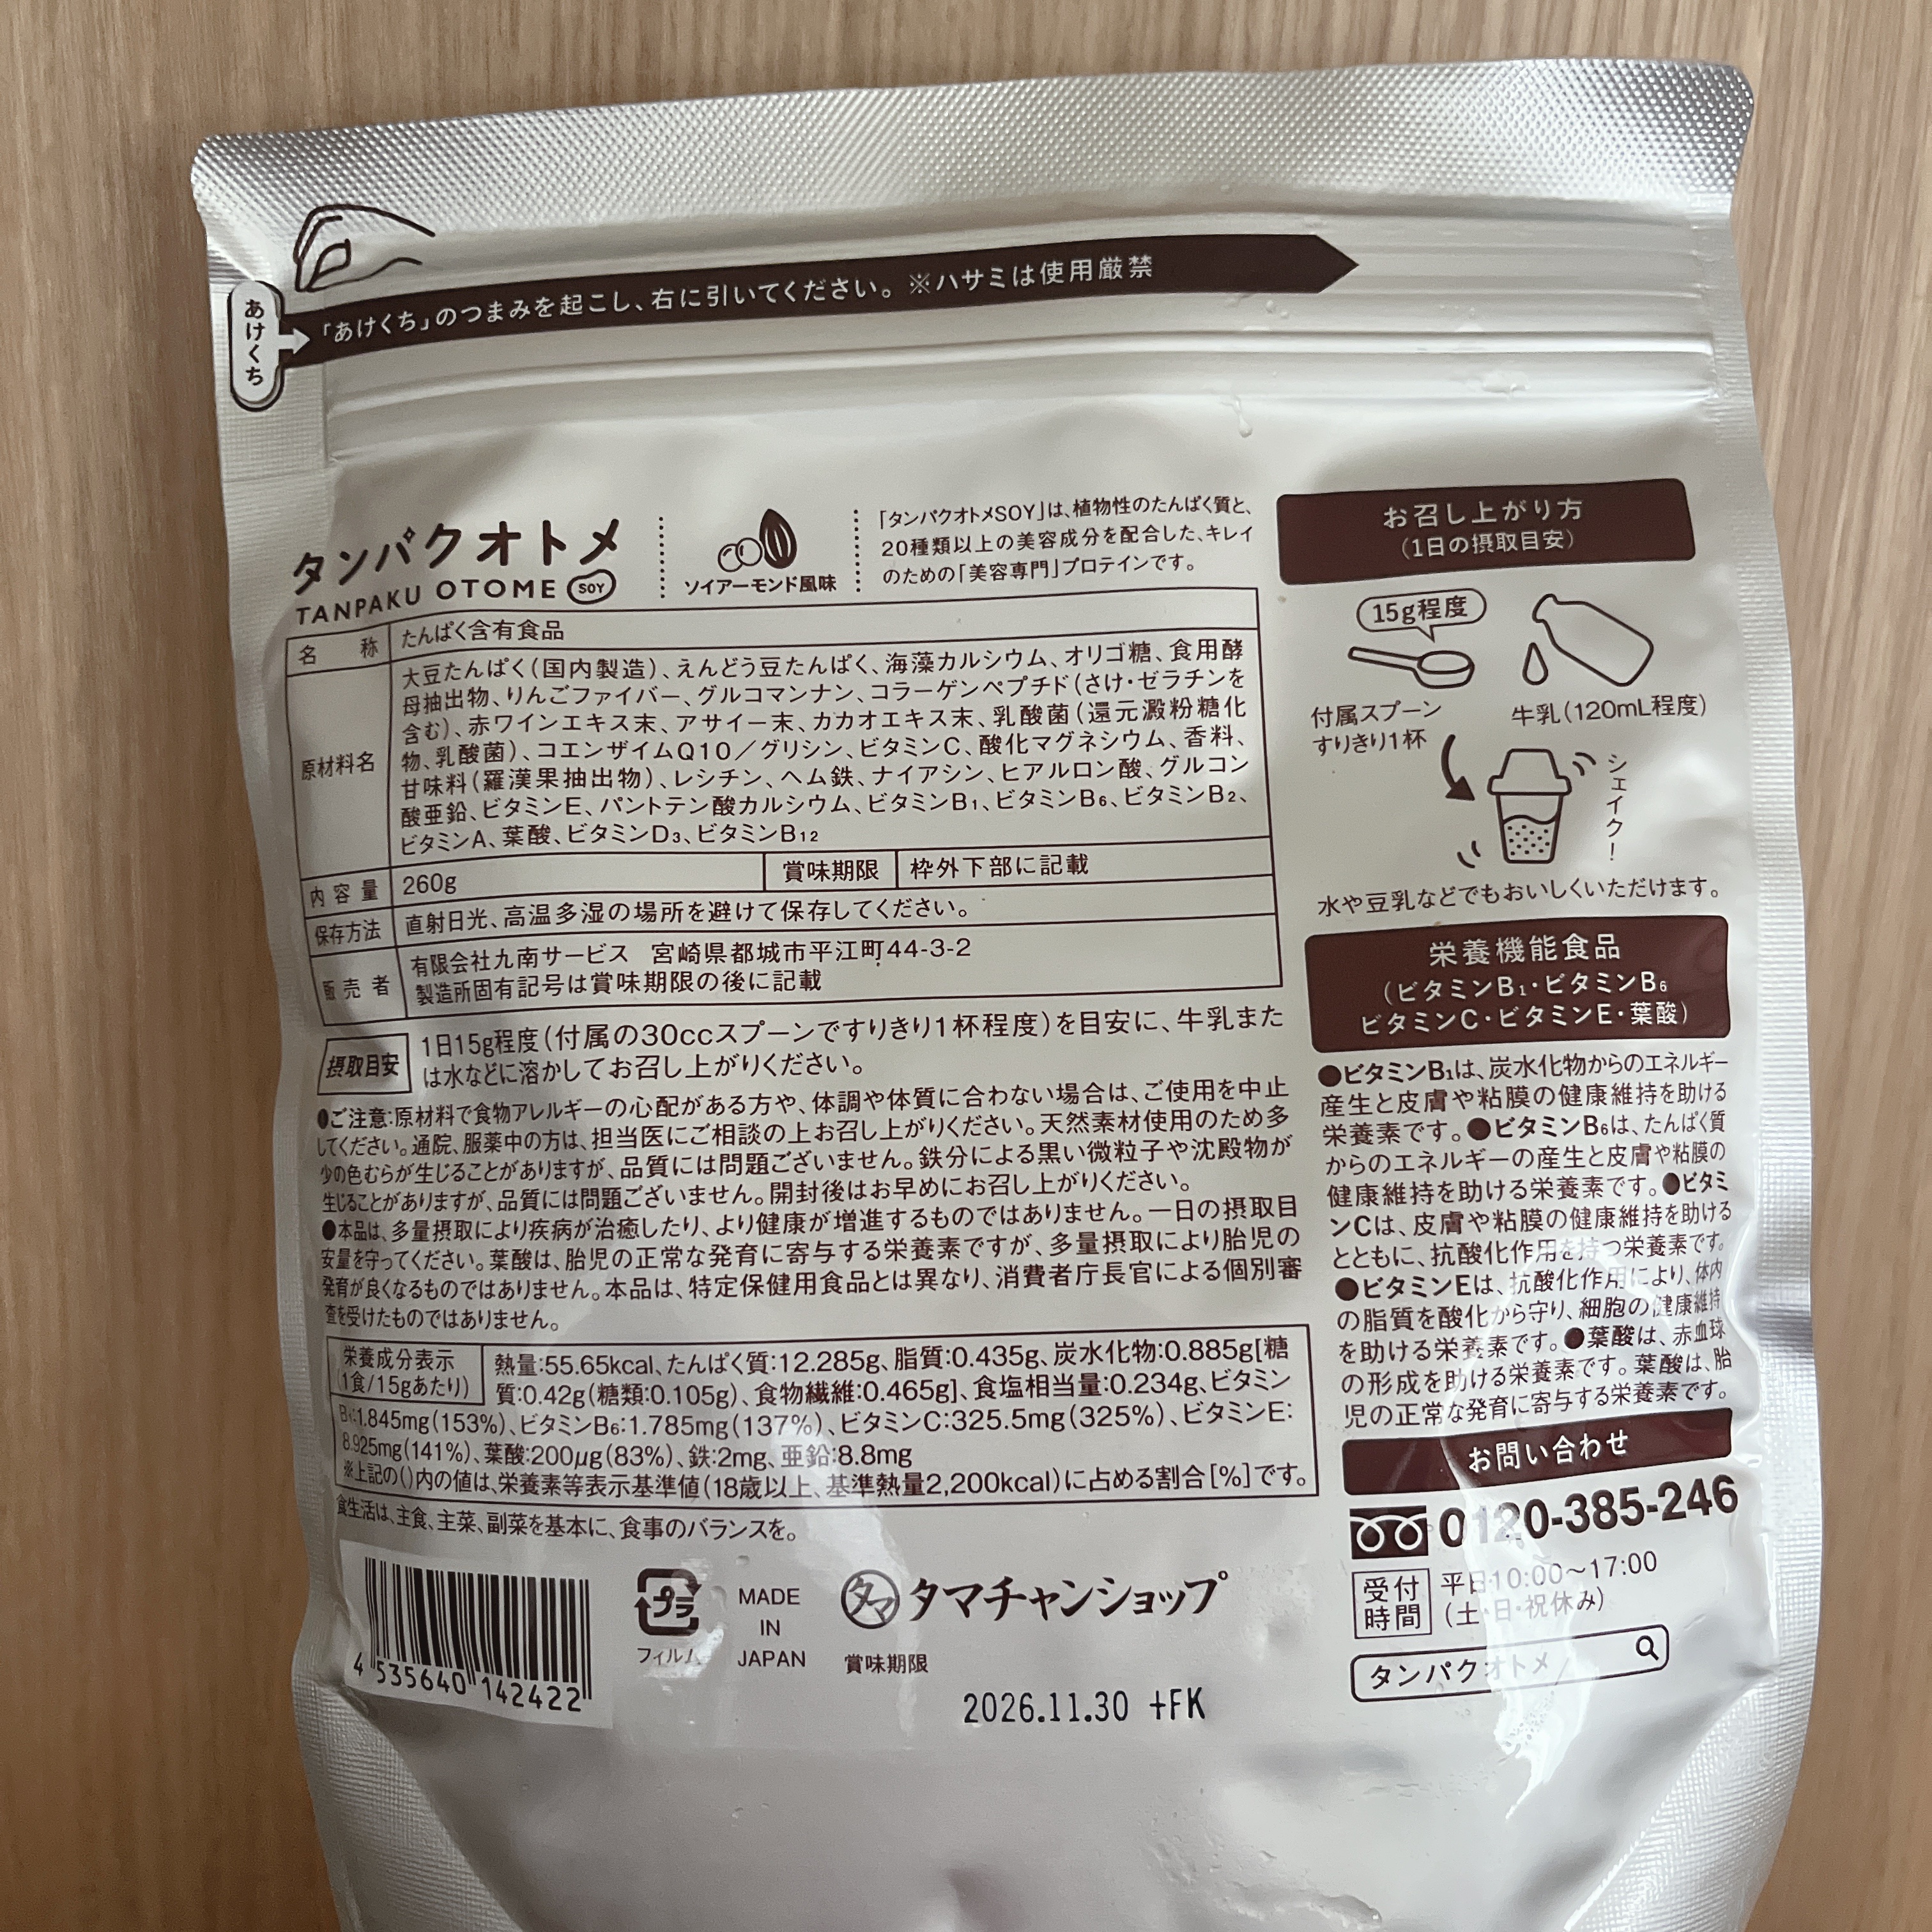 あけくち
「あけくち」のつまみを起こし、右に引いてください。※ハサミは使用厳禁
タンパクオトメ
TANPAKU OTOME SOY
ソイアーモンド風味
「タンパクオトメSOY」は、植物性のたんぱく質と、
20種類以上の美容成分を配合した、キレイ
のための「美容専門」プロテインです。
名称 たんぱく含有食品
原材料名
大豆たんぱく(国内製造)、えんどう豆たんぱく、海藻カルシウム、オリゴ糖、食用酵
母抽出物、りんごファイバー、グルコマンナン、コラーゲンペプチド(さけ・ゼラチンを
含む)、赤ワインエキス末、アサイー末、カカオエキス末、乳酸菌(還元澱粉糖化
物、乳酸菌)、コエンザイムQ10/グリシン、ビタミンC、酸化マグネシウム、香料、
甘味料(羅漢果抽出物)、レシチン、ヘム鉄、ナイアシン、ヒアルロン酸、グルコン
酸亜鉛、ビタミンE、パントテン酸カルシウム、ビタミンB1、ビタミンB6、ビタミンB2、
ビタミンA、葉酸、ビタミンD3、ビタミンB12
内容量 260g 賞味期限 枠外下部に記載
保存方法 直射日光、高温多湿の場所を避けて保存してください。
販売者
有限会社九南サービス 宮崎県都城市平江町44-3-2
製造所固有記号は賞味期限の後に記載
摂取目安
1日15g程度(付属の30ccスプーンですりきり1杯程度)を目安に、牛乳また
は水などに溶かしてお召し上がりください。
●ご注意:原材料で食物アレルギーの心配がある方や、体調や体質に合わない場合は、ご使用を中止
してください。通院、服薬中の方は、担当医にご相談の上お召し上がりください。天然素材使用のため多
少の色むらが生じることがありますが、品質には問題ございません。鉄分による黒い微粒子や沈殿物が
生じることがありますが、品質には問題ございません。開封後はお早めにお召し上がりください。
●本品は、多量摂取により疾病が治癒したり、より健康が増進するものではありません。一日の摂取目
安量を守ってください。葉酸は、胎児の正常な発育に寄与する栄養素ですが、多量摂取により胎児の
発育が良くなるものではありません。本品は、特定保健用食品とは異なり、消費者庁長官による個別審
査を受けたものではありません。
栄養成分表示
(1食/15gあたり)
熱量:55.65kcal、たんぱく質:12.285g、脂質:0.435g、炭水化物:0.885g[糖
質:0.42g(糖類:0.105g)、食物繊維:0.465g]、食塩相当量:0.234g、ビタミン
B1:1.845mg(153%)、ビタミンB6:1.785mg(137%)、ビタミンC:325.5mg(325%)、ビタミンE:
8.925mg(141%)、葉酸:200μg(83%)、鉄:2mg、亜鉛:8.8mg
※上記の()内の値は、栄養素等表示基準値(18歳以上、基準熱量2,200kcal)に占める割合[%]です。
食生活は、主食、主菜、副菜を基本に、食事のバランスを。
4 535640 142422
プラ
フィルム
MADE
IN
JAPAN
タマ タマチャンショップ
賞味期限
2026.11.30 +FK
お召し上がり方
(1日の摂取目安)
15g程度
付属スプーン
すりきり1杯
牛乳(120mL程度)
シェイク!
水や豆乳などでもおいしくいただけます。
栄養機能食品
(ビタミンB1・ビタミンB6
ビタミンC・ビタミンE・葉酸)
●ビタミンB1は、炭水化物からのエネルギー
産生と皮膚や粘膜の健康維持を助ける
栄養素です。●ビタミンB6は、たんぱく質
からのエネルギーの産生と皮膚や粘膜の
健康維持を助ける栄養素です。●ビタミ
ンCは、皮膚や粘膜の健康維持を助ける
とともに、抗酸化作用を持つ栄養素です。
●ビタミンEは、抗酸化作用により、体内
の脂質を酸化から守り、細胞の健康維持
を助ける栄養素です。●葉酸は、赤血球
の形成を助ける栄養素です。葉酸は、胎
児の正常な発育に寄与する栄養素です。
お問い合わせ
0120-385-246
受付
時間
平日10:00~17:00
(土・日・祝休み)
タンパクオトメ